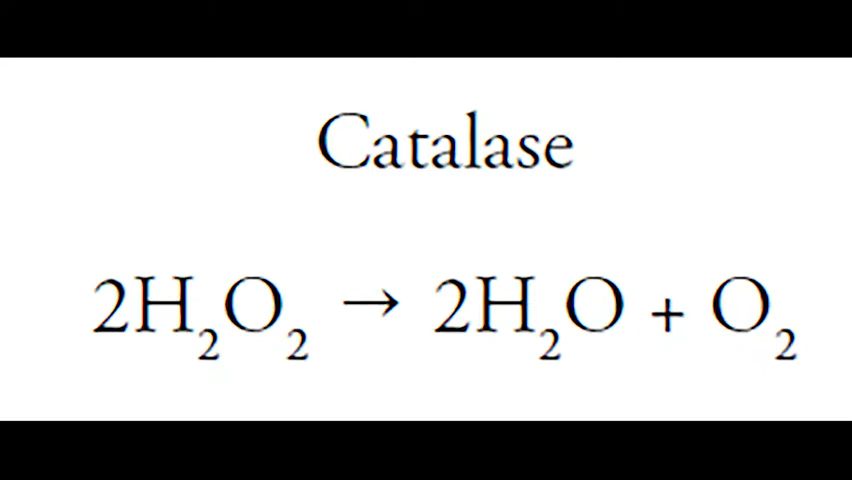 Catalase
2H₂O₂ → 2H₂O + O₂